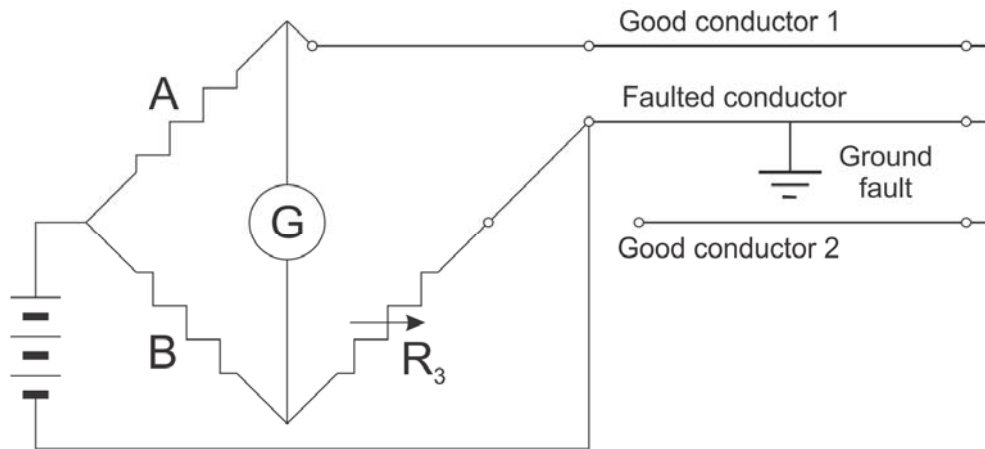 Good conductor 1
A
Faulted conductor
Ground
fault
G
Good conductor 2
B
R3